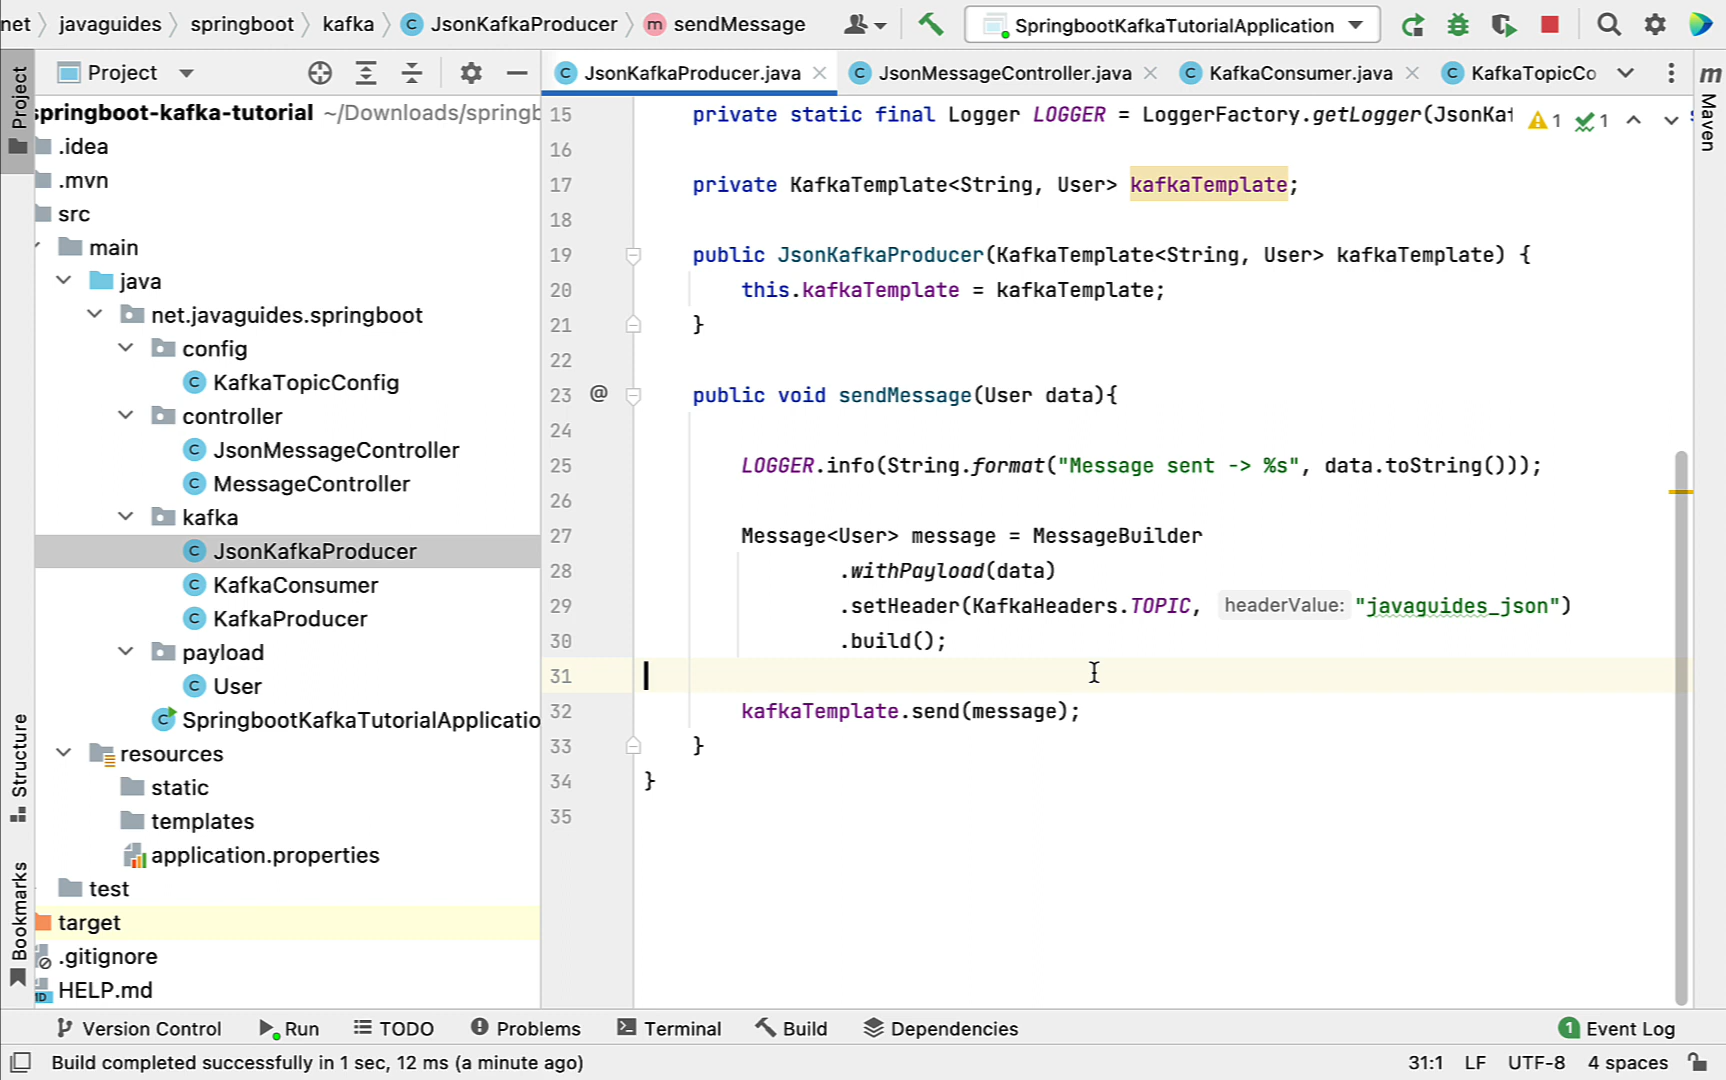 net javaguides springboot kafka JsonKafkaProducer sendMessage SpringbootKafkaTutorialApplication
Project
JsonKafkaProducer.java JsonMessageController.java KafkaConsumer.java KafkaTopicCo
springboot-kafka-tutorial ~/Downloads/springb
.idea
.mvn
src
main
java
net.javaguides.springboot
config
KafkaTopicConfig
controller
JsonMessageController
MessageController
kafka
JsonKafkaProducer
KafkaConsumer
KafkaProducer
payload
User
SpringbootKafkaTutorialApplicatio
resources
static
templates
application.properties
test
target
.gitignore
HELP.md
Project
Structure
Bookmarks
Maven
1 1
15 private static final Logger LOGGER = LoggerFactory.getLogger(JsonKaf
16
17 private KafkaTemplate<String, User> kafkaTemplate;
18
19 public JsonKafkaProducer(KafkaTemplate<String, User> kafkaTemplate) {
20 this.kafkaTemplate = kafkaTemplate;
21 }
22
23 @ public void sendMessage(User data){
24
25 LOGGER.info(String.format("Message sent -> %s", data.toString()));
26
27 Message<User> message = MessageBuilder
28 .withPayload(data)
29 .setHeader(KafkaHeaders.TOPIC, headerValue: "javaguides_json")
30 .build();
31
32 kafkaTemplate.send(message);
33 }
34 }
35
Version Control Run TODO Problems Terminal Build Dependencies 1 Event Log
Build completed successfully in 1 sec, 12 ms (a minute ago) 31:1 LF UTF-8 4 spaces